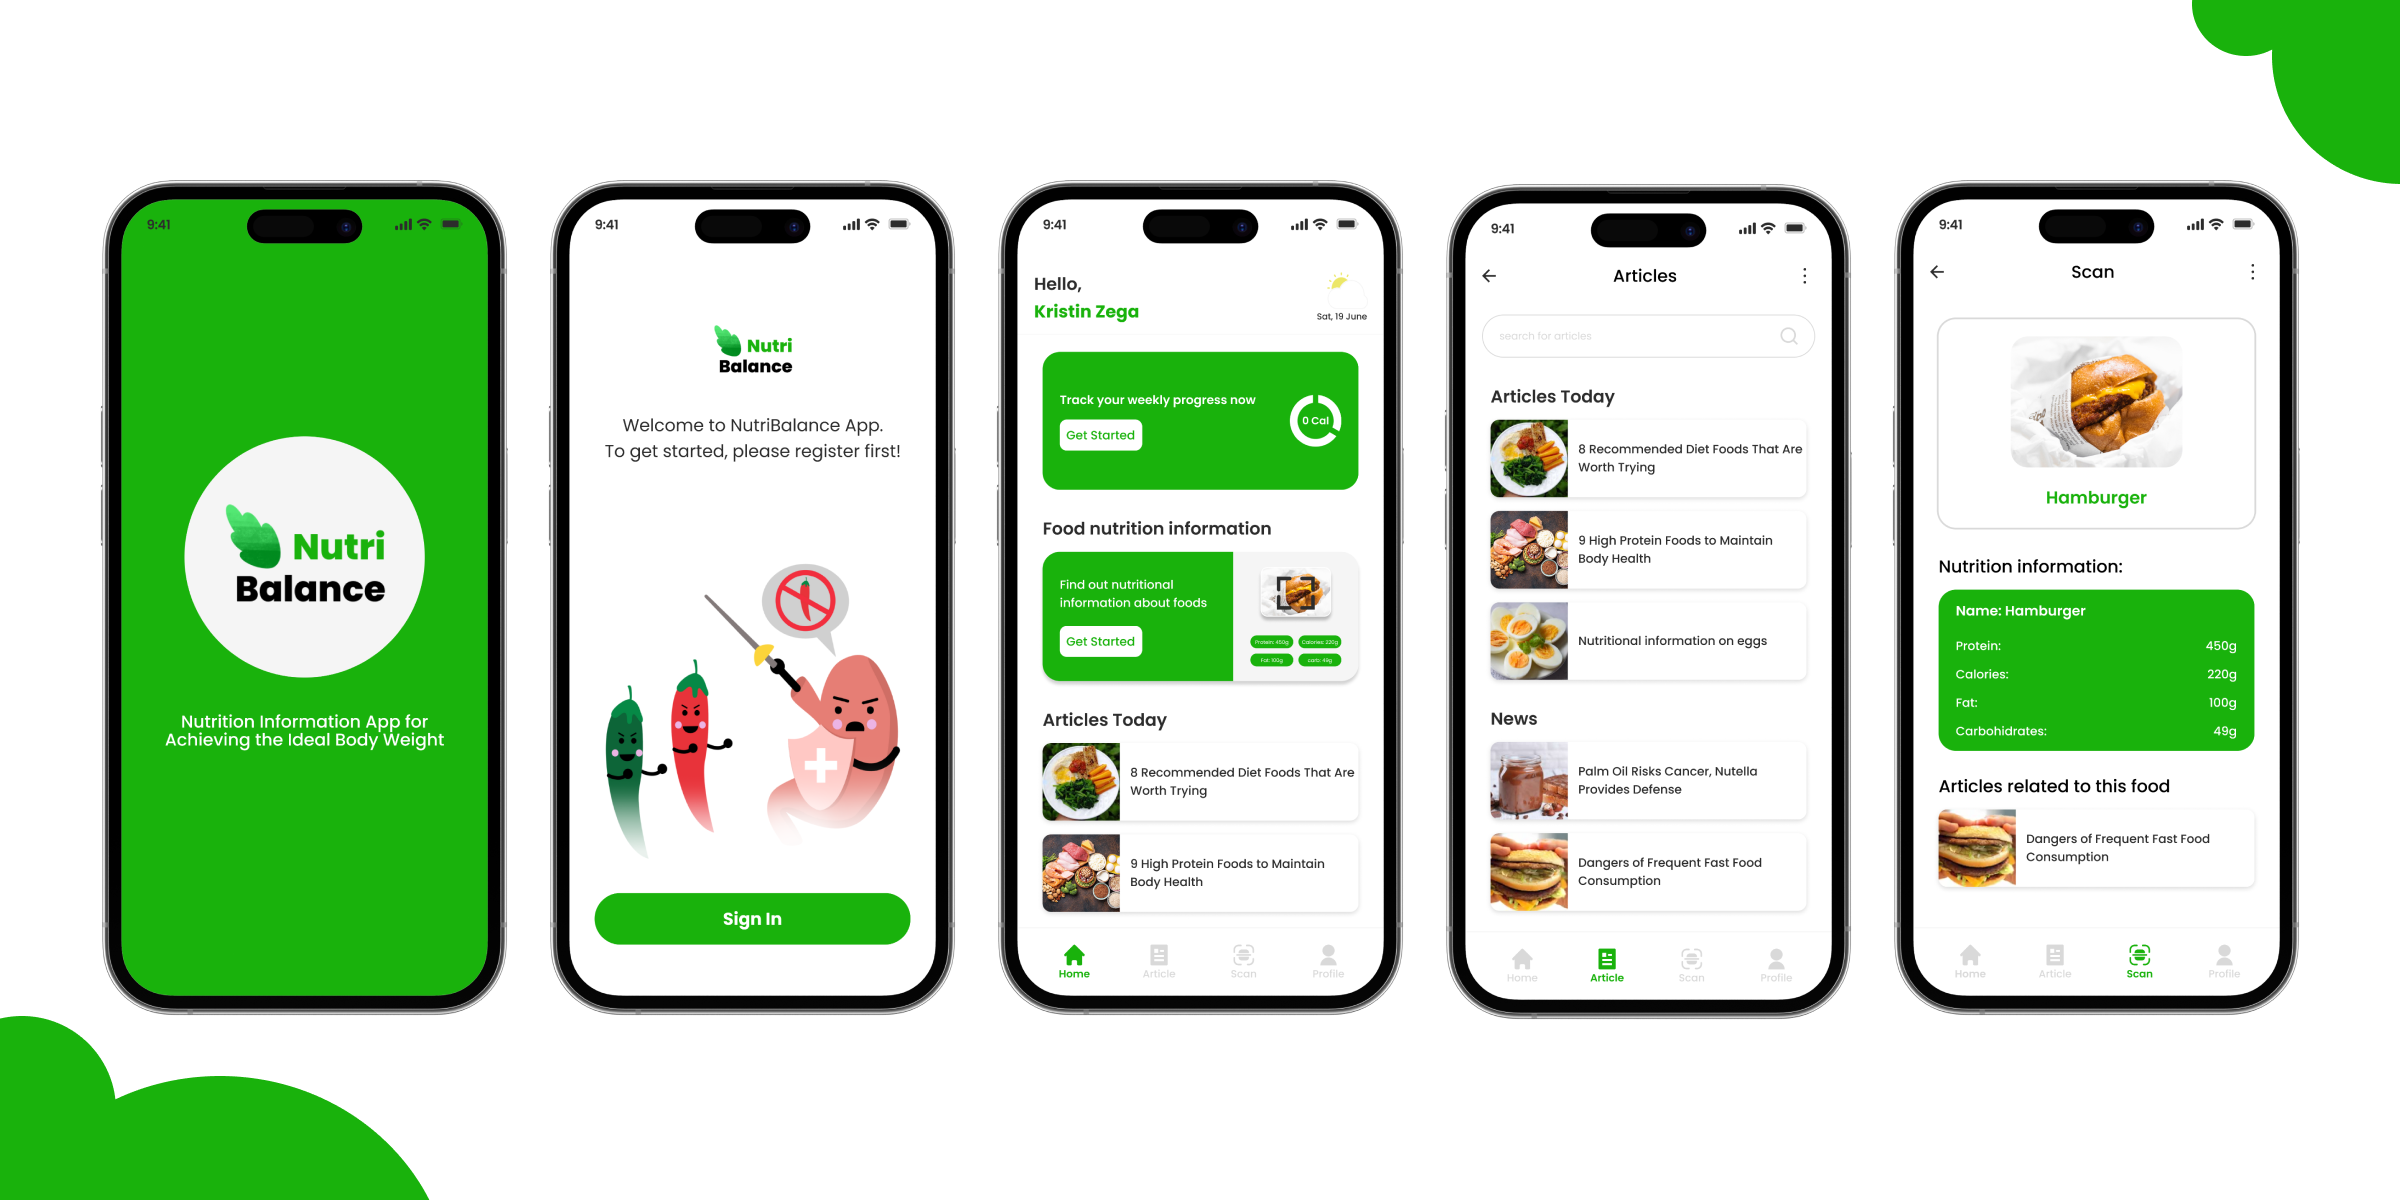 9:41
Nutri
Balance
Nutrition Information App for
Achieving the Ideal Body Weight
9:41
Nutri
Balance
Welcome to NutriBalance App.
To get started, please register first!
Sign In
9:41
Hello,
Kristin Zega
Sat, 19 June
Track your weekly progress now
Get Started
0 Cal
Food nutrition information
Find out nutritional
information about foods
Get Started
Protein: 450g
Calories: 220g
Fat: 100g
carb: 49g
Articles Today
8 Recommended Diet Foods That Are
Worth Trying
9 High Protein Foods to Maintain
Body Health
Home
Article
Scan
Profile
9:41
Articles
search for articles
Articles Today
8 Recommended Diet Foods That Are
Worth Trying
9 High Protein Foods to Maintain
Body Health
Nutritional information on eggs
News
Palm Oil Risks Cancer, Nutella
Provides Defense
Dangers of Frequent Fast Food
Consumption
Home
Article
Scan
Profile
9:41
Scan
Hamburger
Nutrition information:
Name: Hamburger
Protein: 450g
Calories: 220g
Fat: 100g
Carbohidrates: 49g
Articles related to this food
Dangers of Frequent Fast Food
Consumption
Home
Article
Scan
Profile